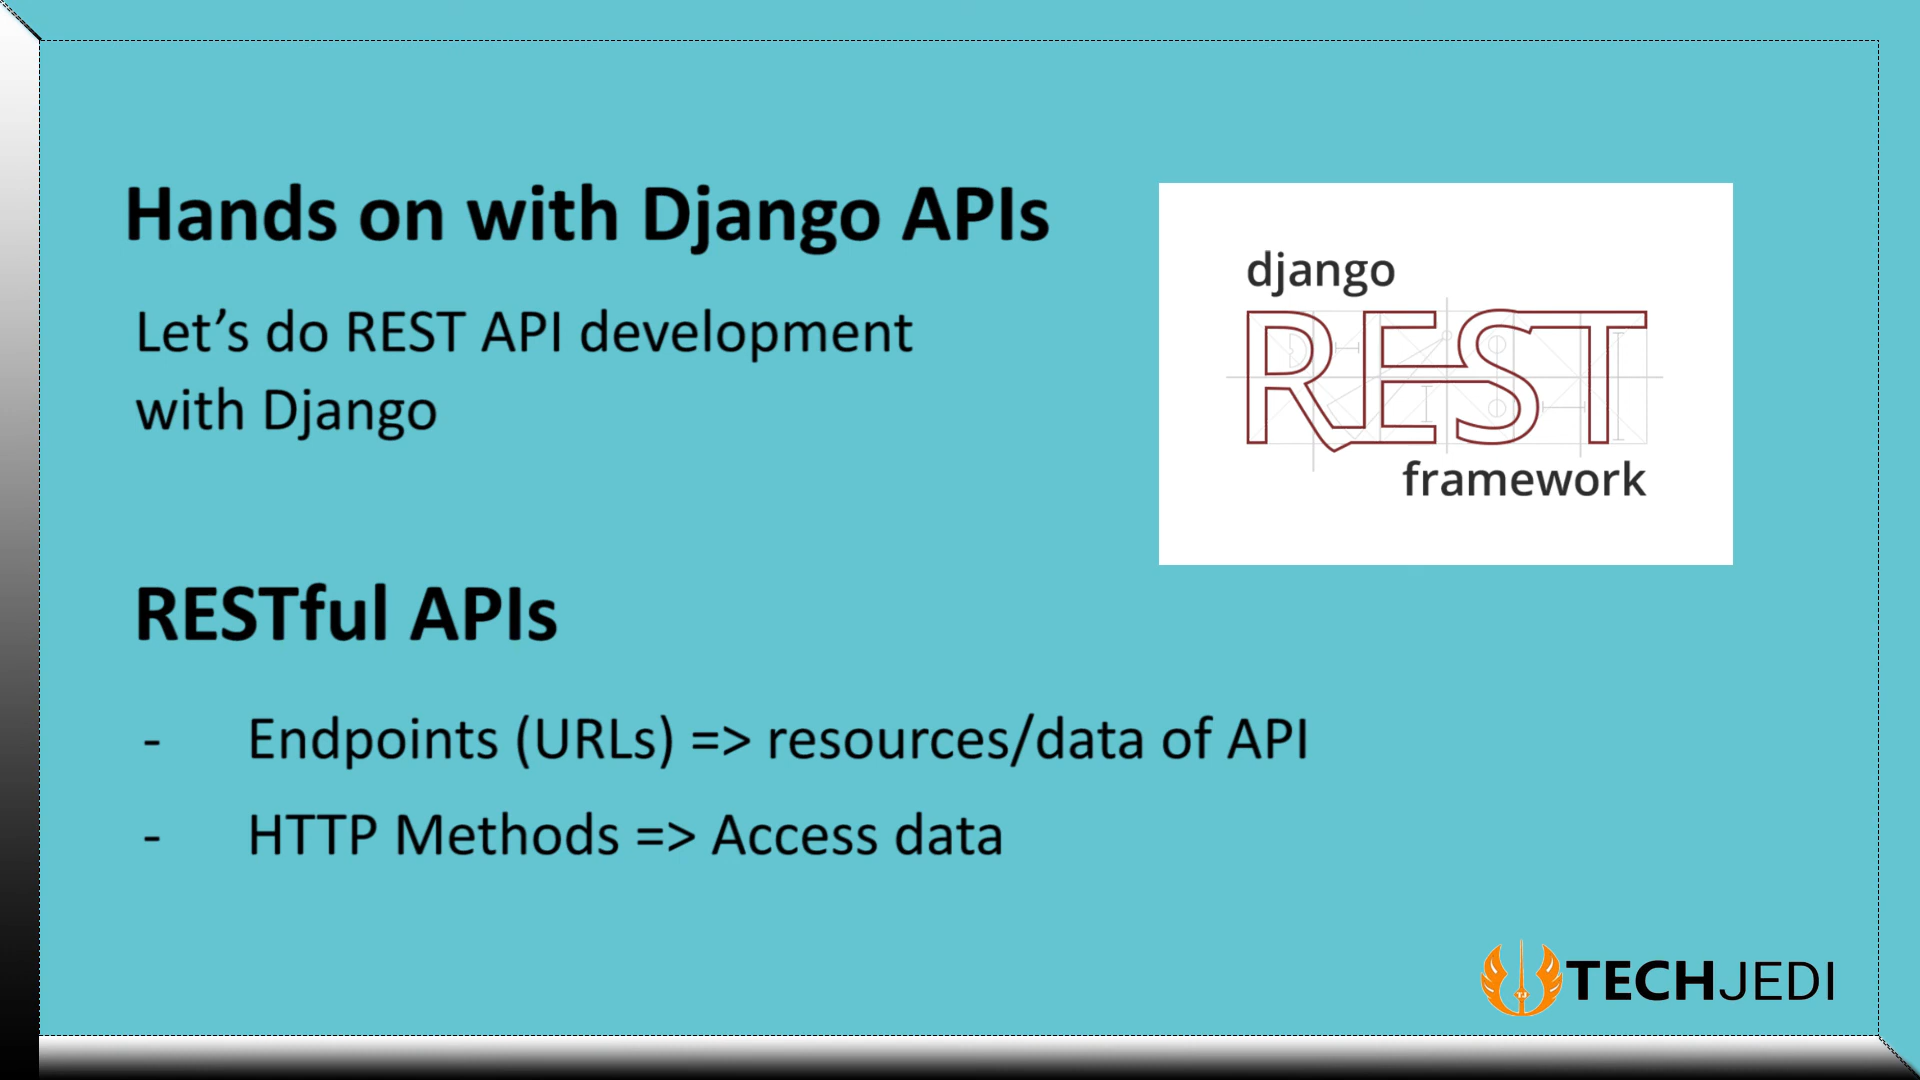 Hands on with Django APIs
Let’s do REST API development
with Django
django
REST
framework
RESTful APIs
- Endpoints (URLs) => resources/data of API
- HTTP Methods => Access data
TECHJEDI